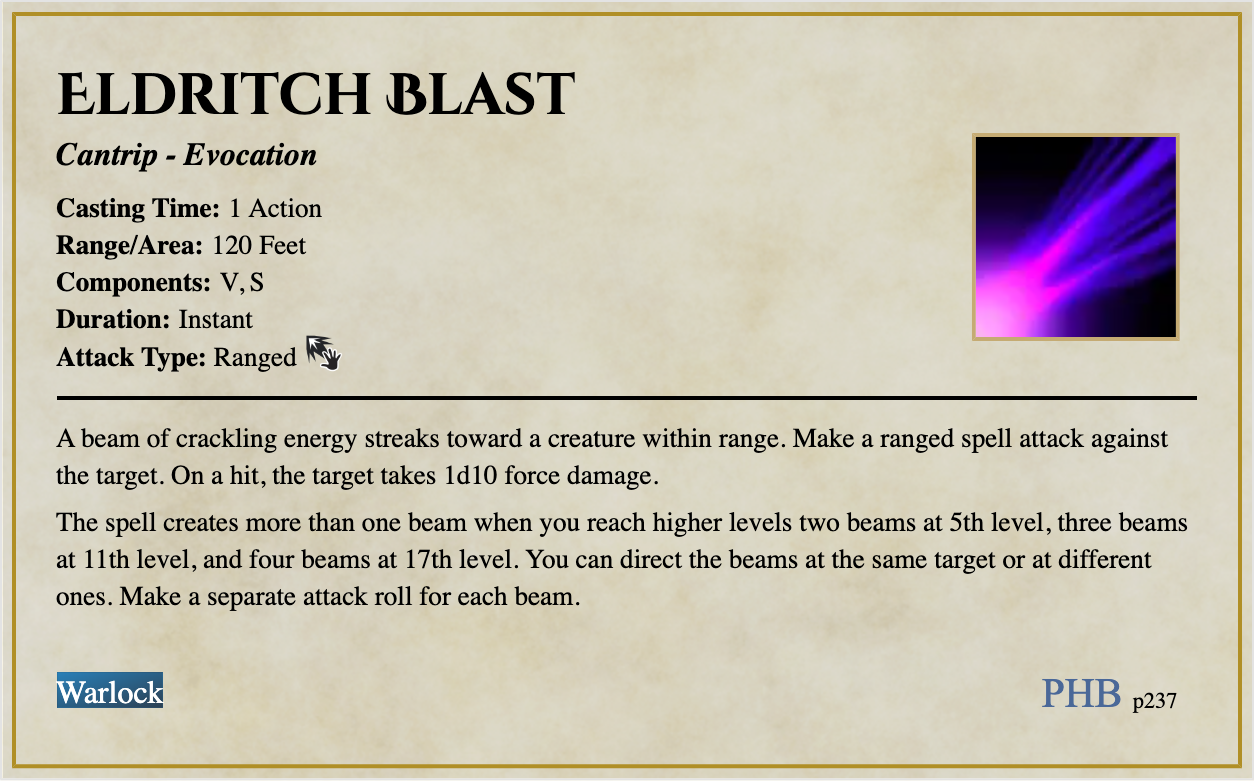 Eldritch Blast
Cantrip - Evocation
Casting Time: 1 Action
Range/Area: 120 Feet
Components: V, S
Duration: Instant
Attack Type: Ranged
A beam of crackling energy streaks toward a creature within range. Make a ranged spell attack against
the target. On a hit, the target takes 1d10 force damage.
The spell creates more than one beam when you reach higher levels two beams at 5th level, three beams
at 11th level, and four beams at 17th level. You can direct the beams at the same target or at different
ones. Make a separate attack roll for each beam.
Warlock
PHB p237